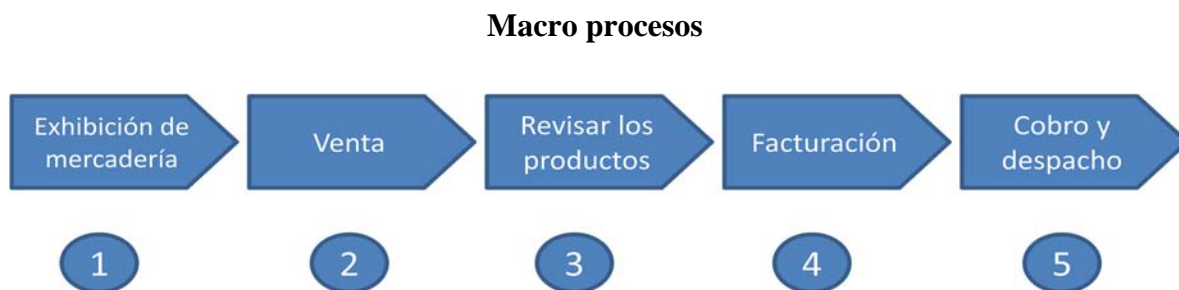 Macro procesos
Exhibición de
mercadería
Venta
Revisar los
productos
Facturación
Cobro y
despacho
1
2
3
4
5